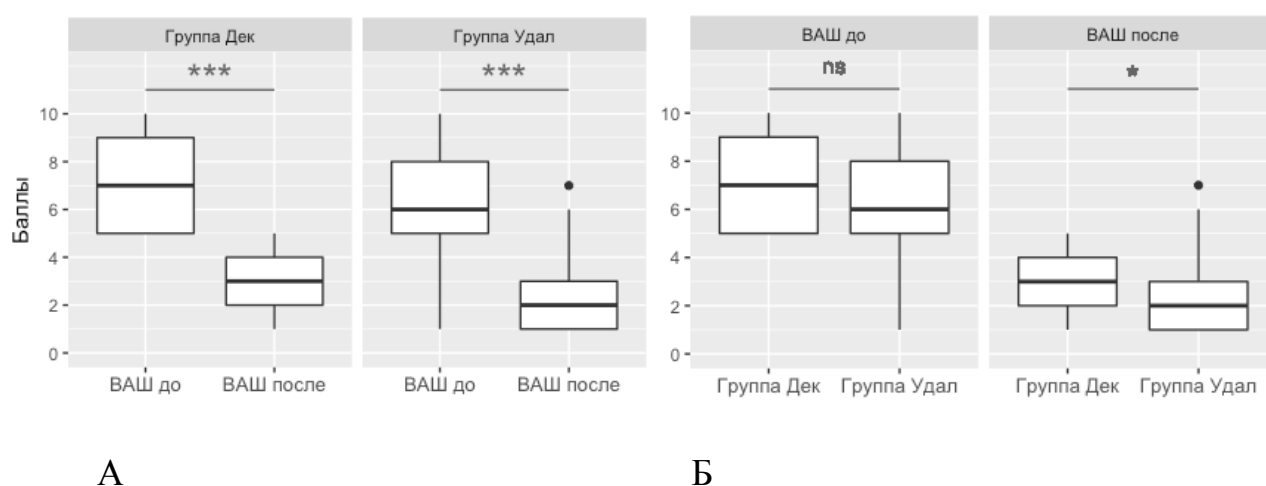 Группа Дек Группа Удал ВАШ до ВАШ после
*** *** ns *
Баллы
10 10
8 8
6 6
4 4
2 2
0 0
ВАШ до ВАШ после ВАШ до ВАШ после Группа Дек Группа Удал Группа Дек Группа Удал
А Б